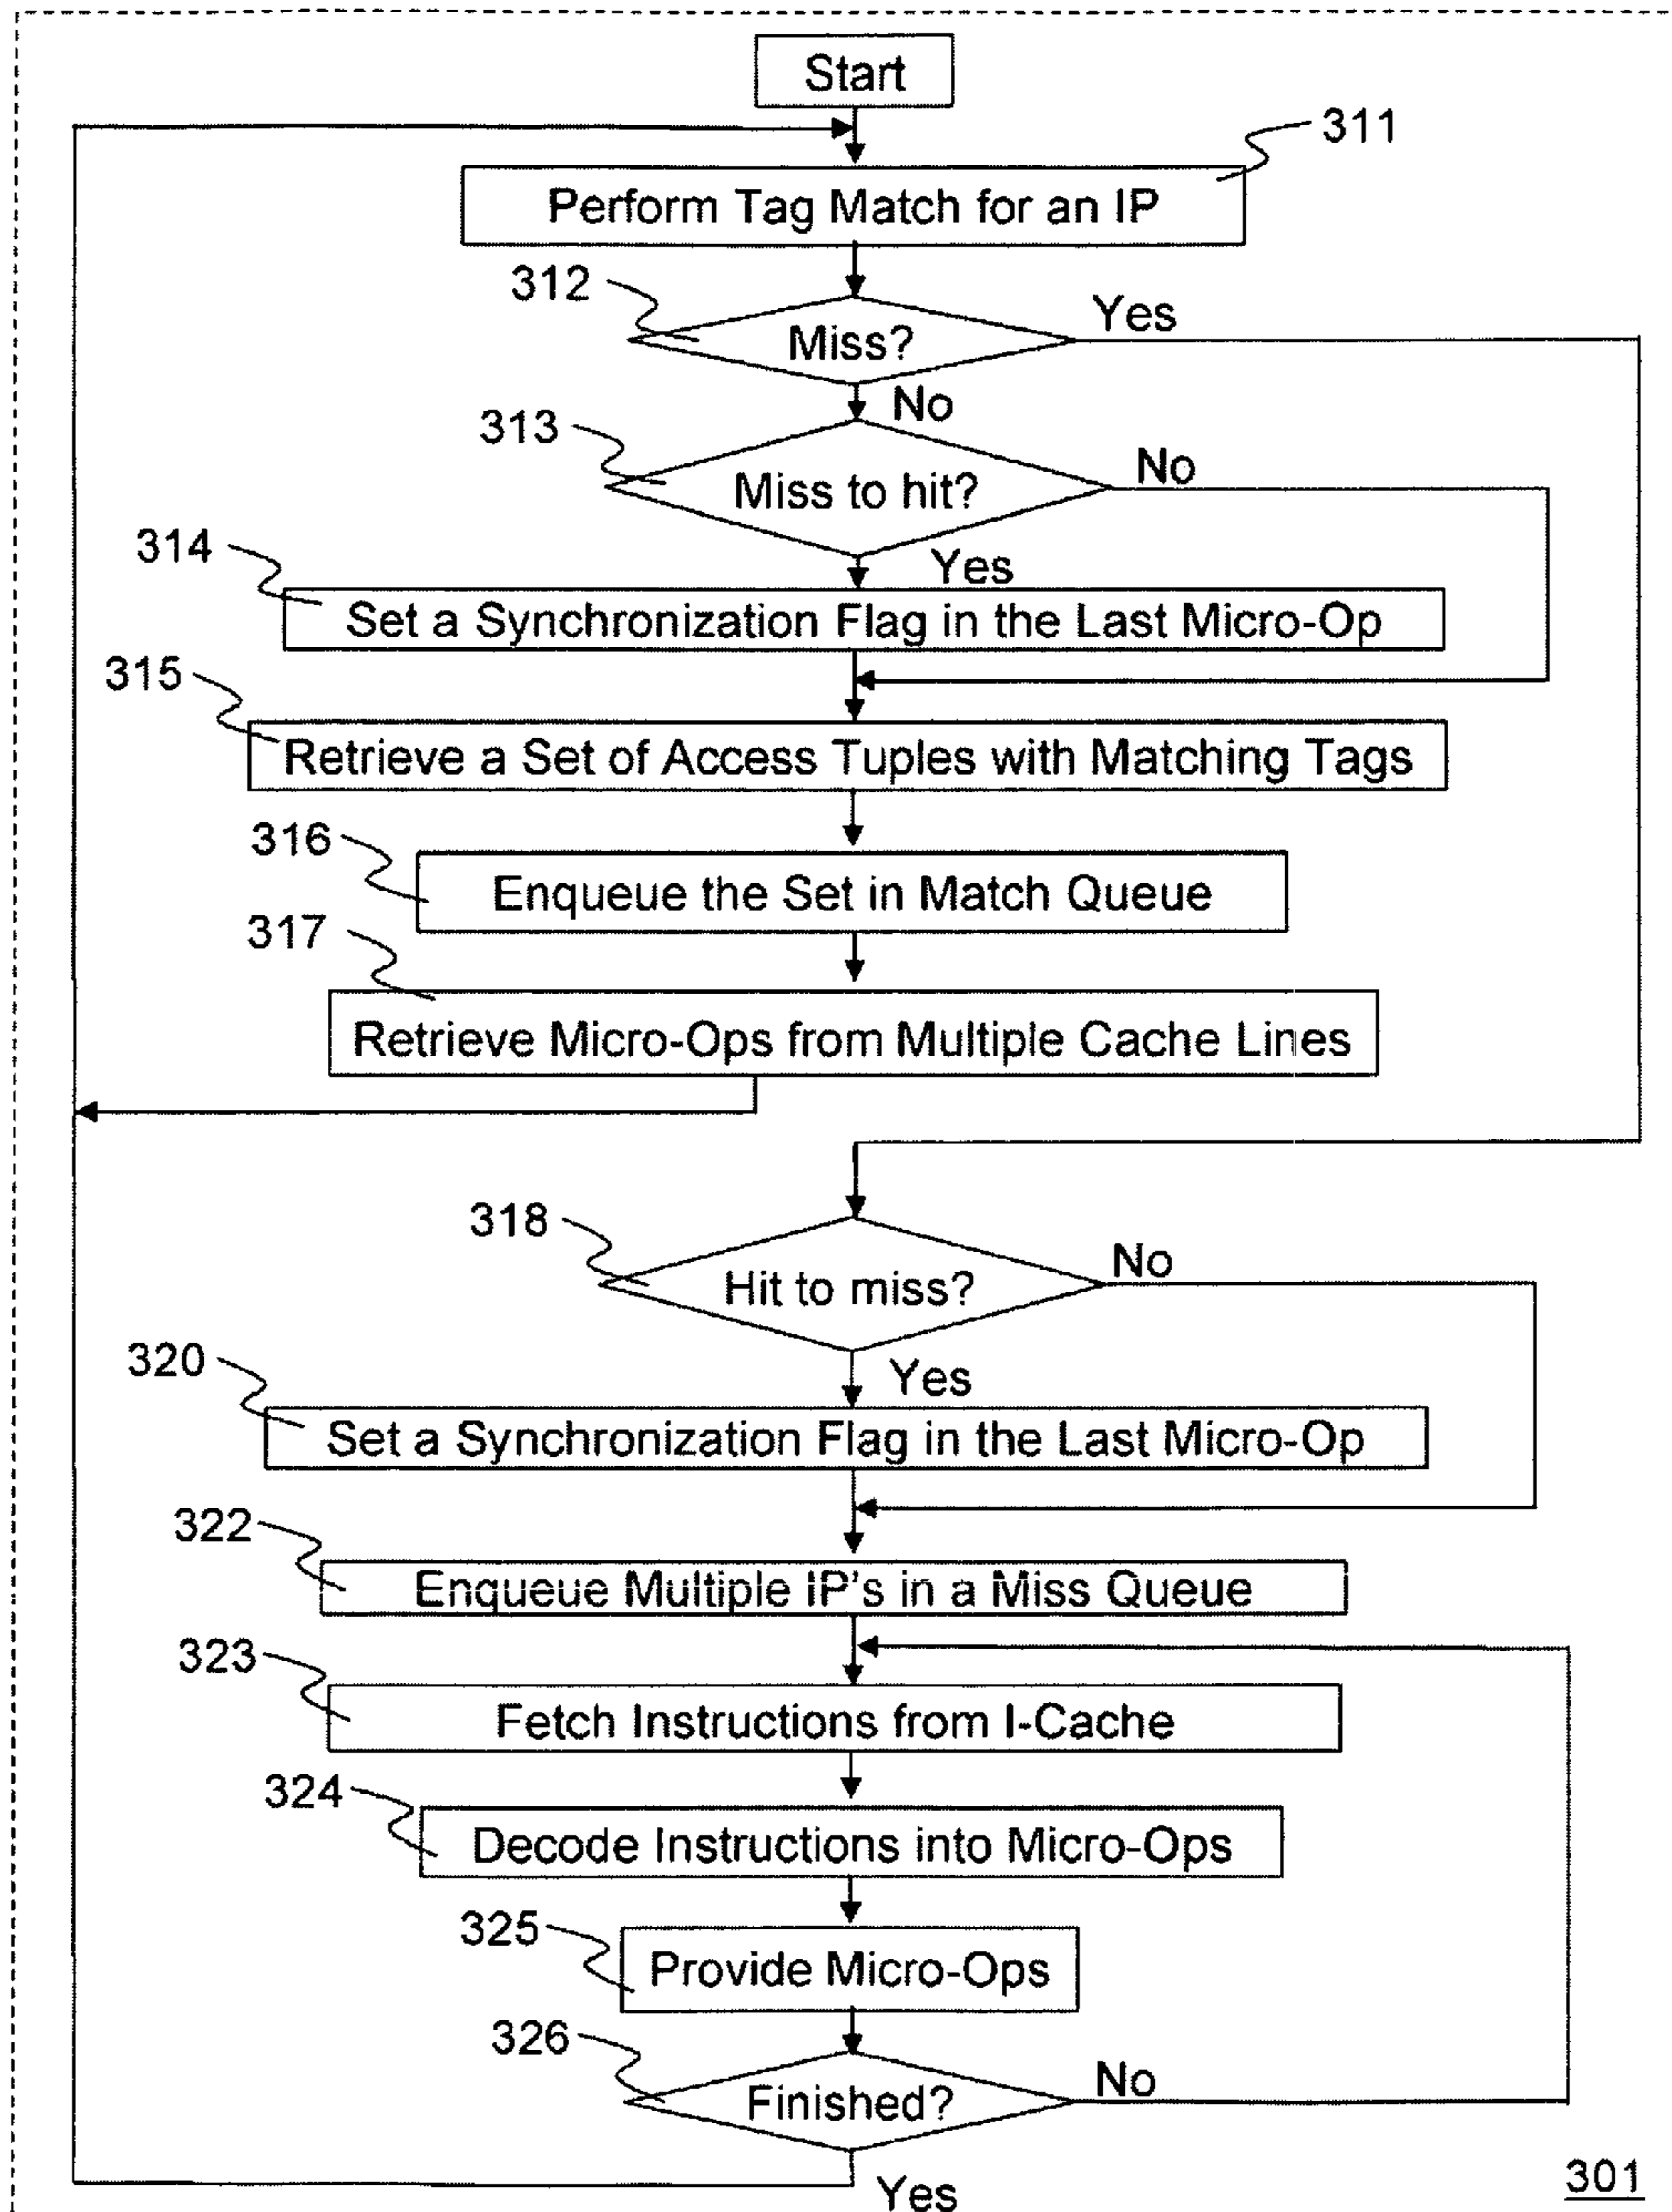 Start
311
Perform Tag Match for an IP
312
Miss?
Yes
No
313
Miss to hit?
No
314
Yes
Set a Synchronization Flag in the Last Micro-Op
315
Retrieve a Set of Access Tuples with Matching Tags
316
Enqueue the Set in Match Queue
317
Retrieve Micro-Ops from Multiple Cache Lines
318
Hit to miss?
No
320
Yes
Set a Synchronization Flag in the Last Micro-Op
322
Enqueue Multiple IP's in a Miss Queue
323
Fetch Instructions from I-Cache
324
Decode Instructions into Micro-Ops
325
Provide Micro-Ops
326
Finished?
No
Yes
301